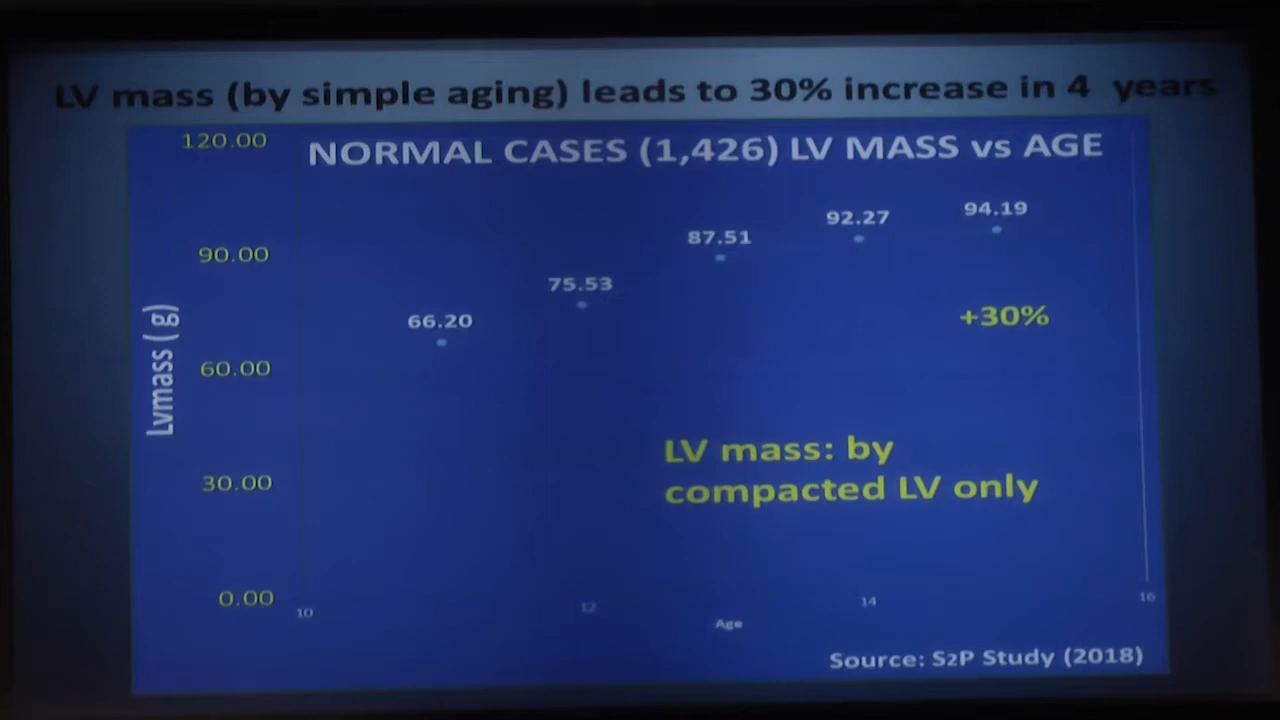 LV mass (by simple aging) leads to 30% increase in 4 years
NORMAL CASES (1,426) LV MASS vs AGE
120.00
90.00
60.00
30.00
0.00
Lvmass ( g)
66.20
75.53
87.51
92.27
94.19
+30%
LV mass: by
compacted LV only
10
12
14
16
Age
Source: S2P Study (2018)